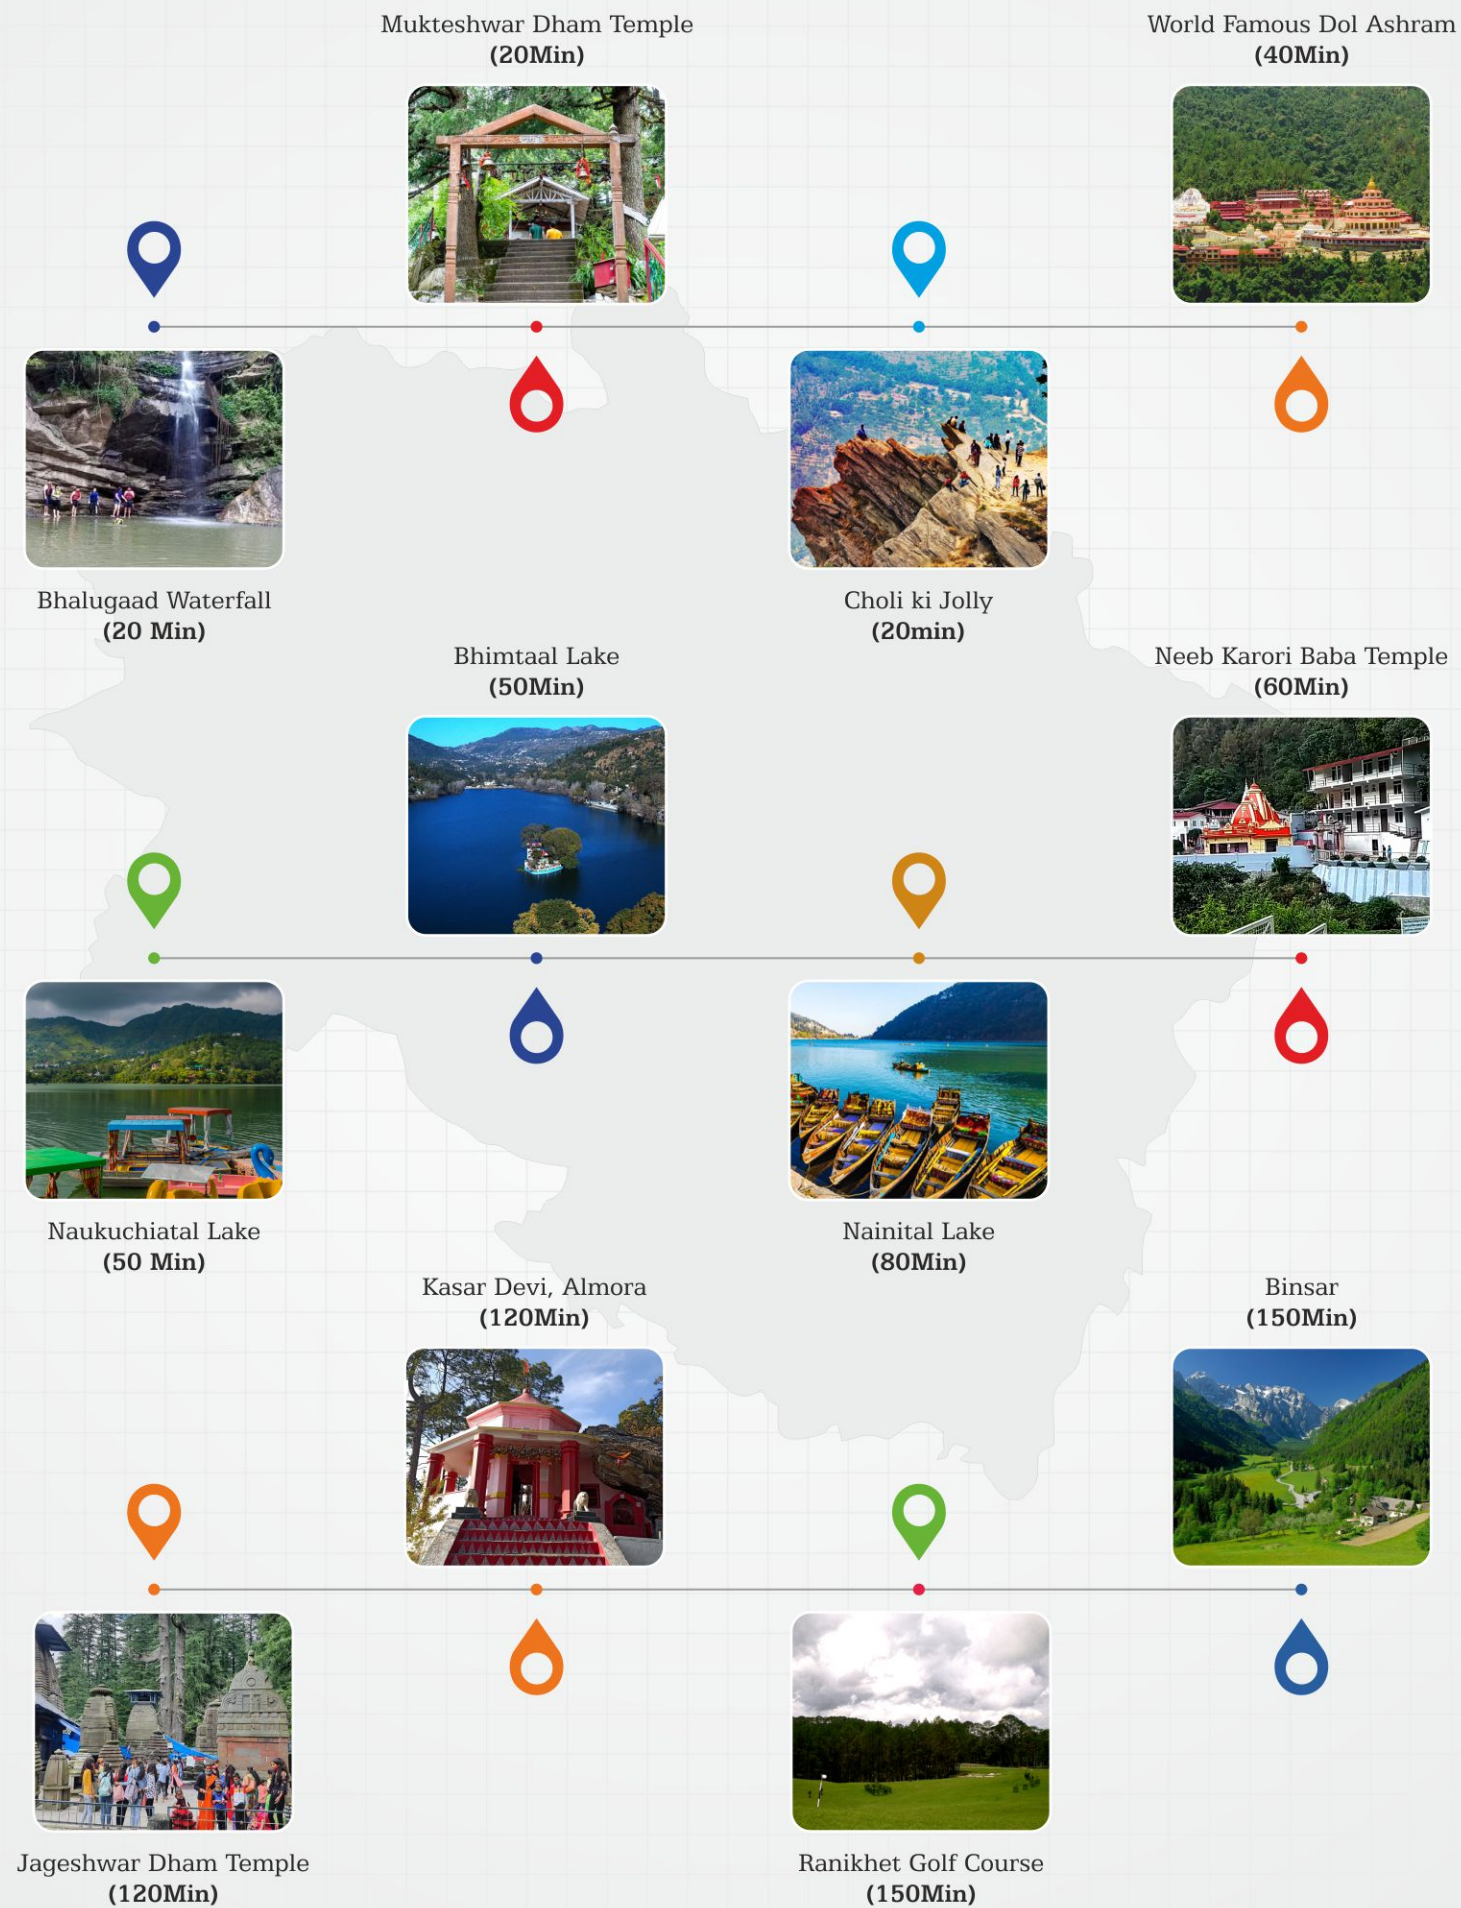 Mukteshwar Dham Temple
(20Min)
World Famous Dol Ashram
(40Min)
Bhalugaad Waterfall
(20 Min)
Choli ki Jolly
(20min)
Bhimtaal Lake
(50Min)
Neeb Karori Baba Temple
(60Min)
Naukuchiatal Lake
(50 Min)
Nainital Lake
(80Min)
Kasar Devi, Almora
(120Min)
Binsar
(150Min)
Jageshwar Dham Temple
(120Min)
Ranikhet Golf Course
(150Min)